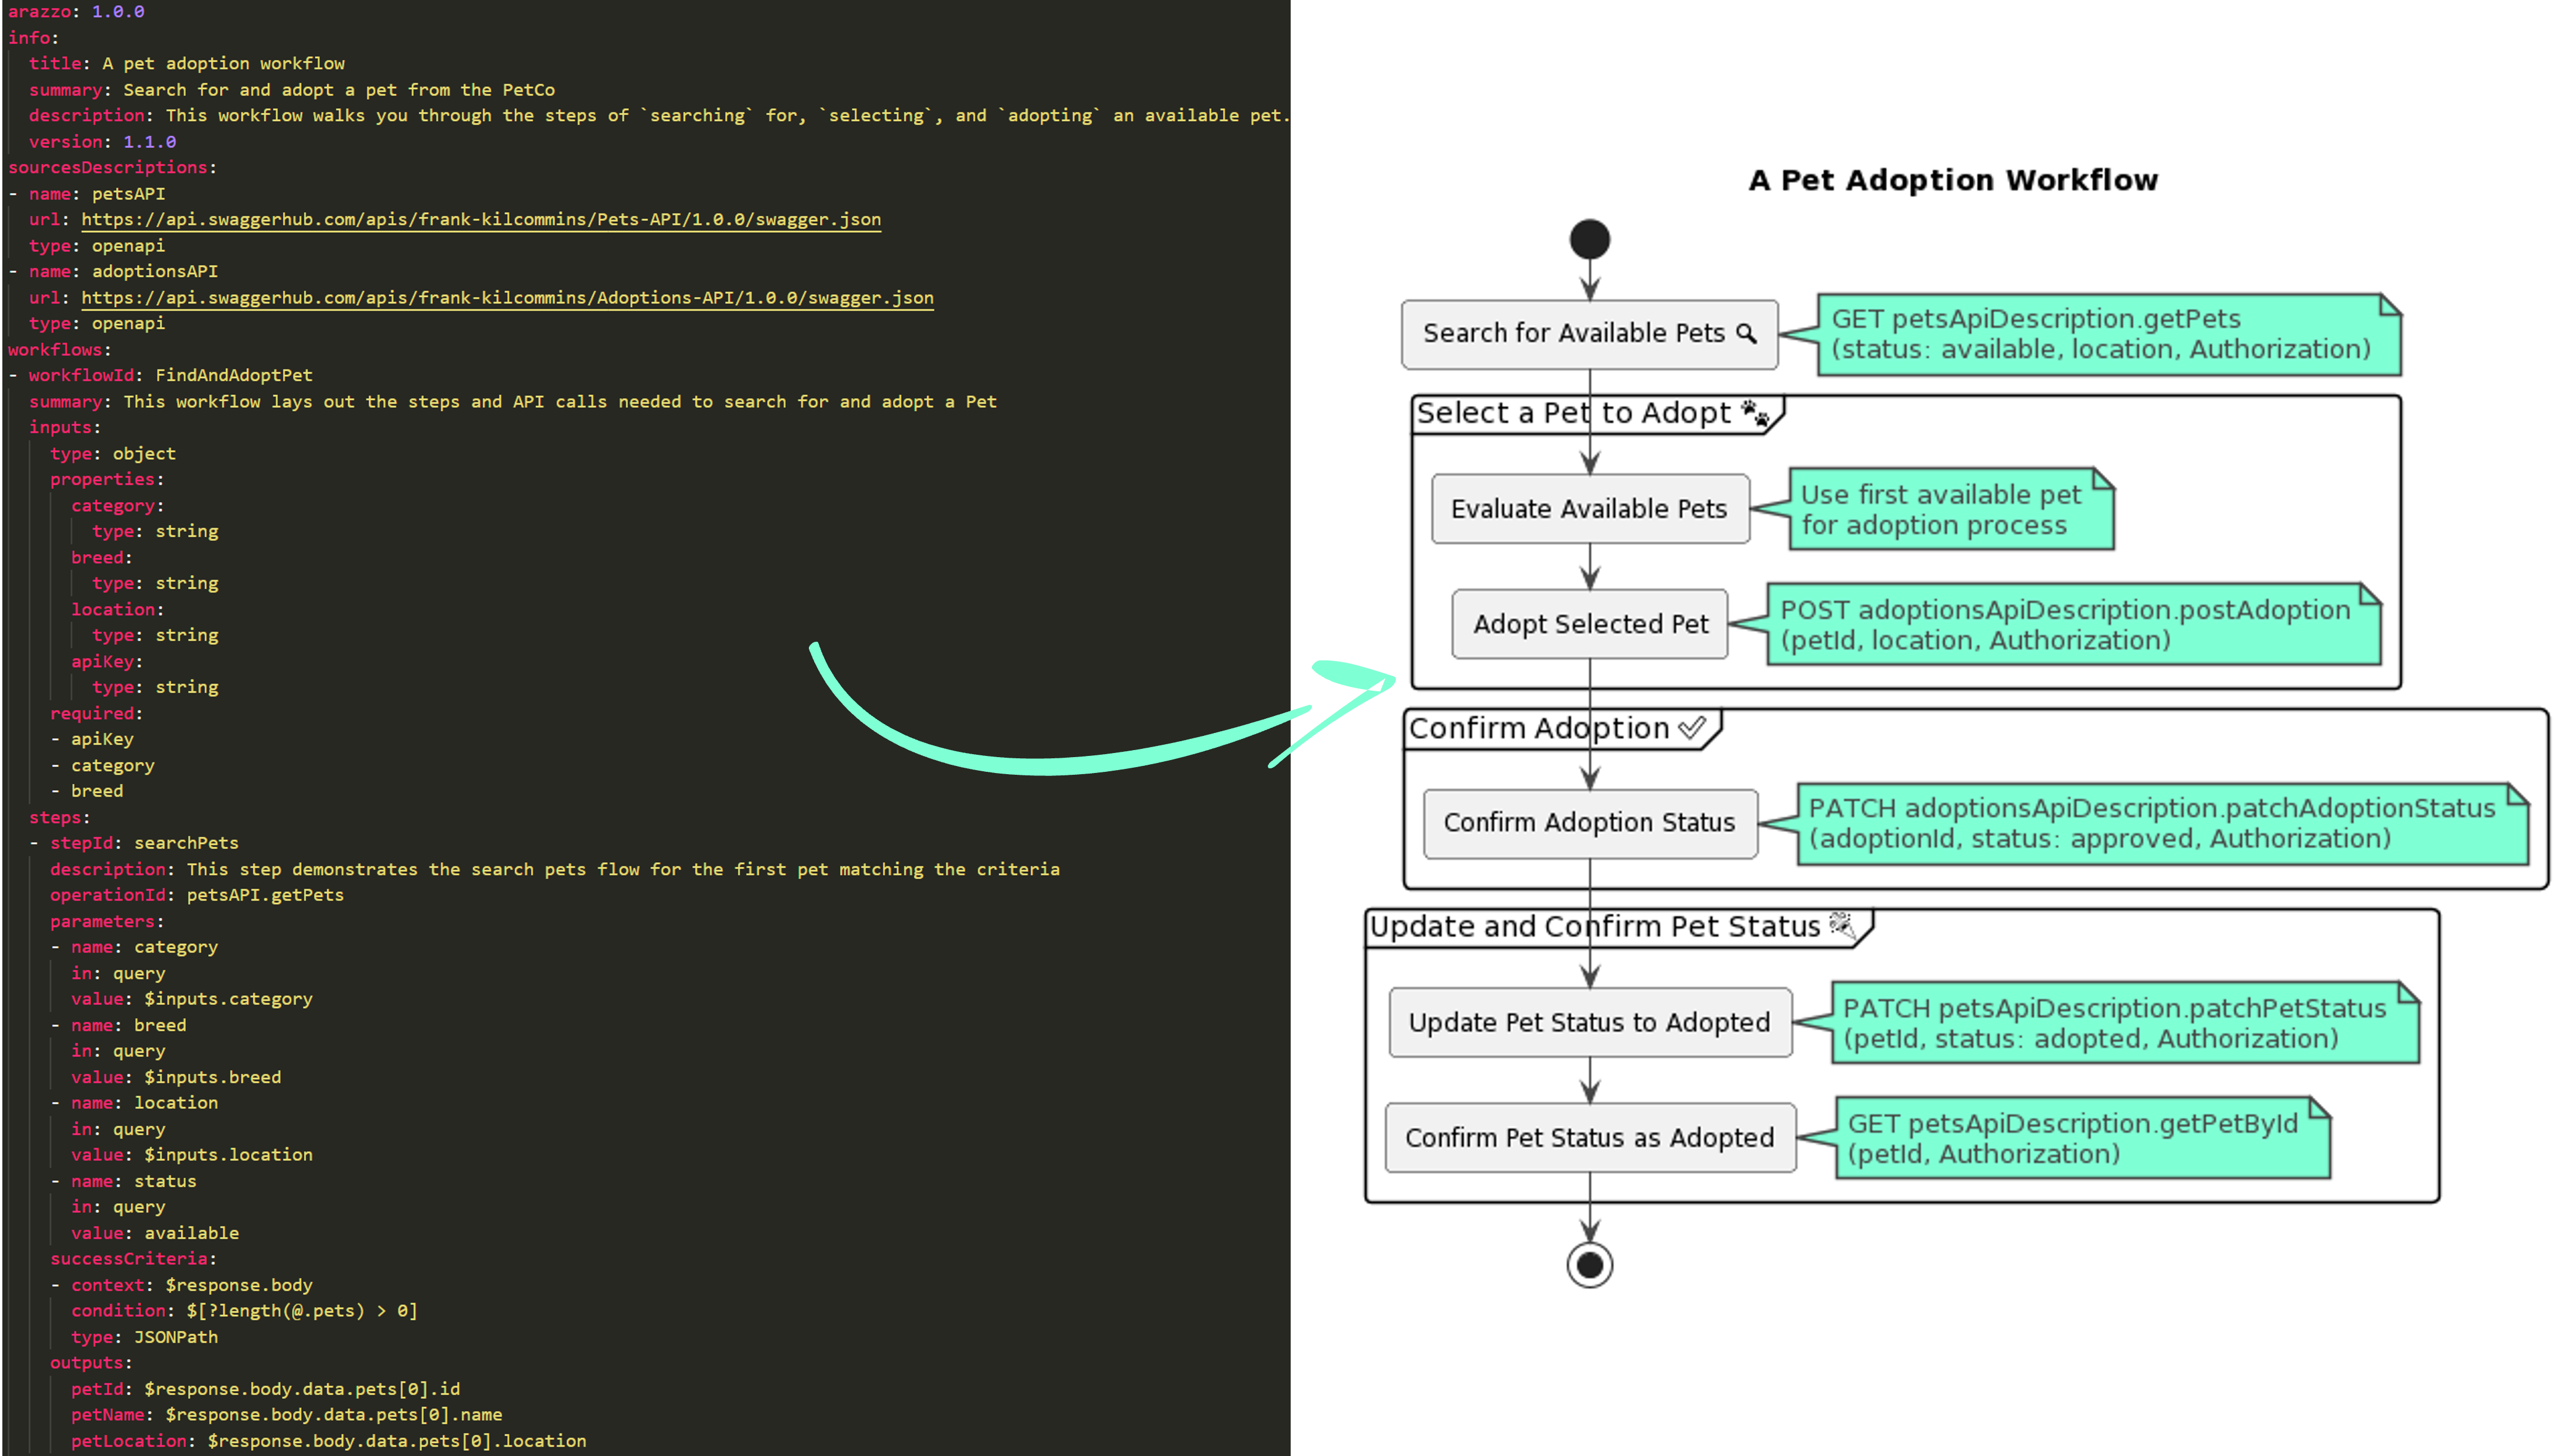 arazzo: 1.0.0
info:
title: A pet adoption workflow
summary: Search for and adopt a pet from the PetCo
description: This workflow walks you through the steps of `searching` for, `selecting`, and `adopting` an available pet.
version: 1.1.0
sourcesDescriptions:
- name: petsAPI
url: https://api.swaggerhub.com/apis/frank-kilcommins/Pets-API/1.0.0/swagger.json
type: openapi
- name: adoptionsAPI
url: https://api.swaggerhub.com/apis/frank-kilcommins/Adoptions-API/1.0.0/swagger.json
type: openapi
workflows:
- workflowId: FindAndAdoptPet
summary: This workflow lays out the steps and API calls needed to search for and adopt a Pet
inputs:
type: object
properties:
category:
type: string
breed:
type: string
location:
type: string
apiKey:
type: string
required:
- apiKey
- category
- breed
steps:
- stepId: searchPets
description: This step demonstrates the search pets flow for the first pet matching the criteria
operationId: petsAPI.getPets
parameters:
- name: category
in: query
value: $inputs.category
- name: breed
in: query
value: $inputs.breed
- name: location
in: query
value: $inputs.location
- name: status
in: query
value: available
successCriteria:
- context: $response.body
condition: $[?length(@.pets) > 0]
type: JSONPath
outputs:
petId: $response.body.data.pets[0].id
petName: $response.body.data.pets[0].name
petLocation: $response.body.data.pets[0].location
A Pet Adoption Workflow
Search for Available Pets
GET petsApiDescription.getPets
(status: available, location, Authorization)
Select a Pet to Adopt
Evaluate Available Pets
Use first available pet
for adoption process
Adopt Selected Pet
POST adoptionsApiDescription.postAdoption
(petId, location, Authorization)
Confirm Adoption
Confirm Adoption Status
PATCH adoptionsApiDescription.patchAdoptionStatus
(adoptionId, status: approved, Authorization)
Update and Confirm Pet Status
Update Pet Status to Adopted
PATCH petsApiDescription.patchPetStatus
(petId, status: adopted, Authorization)
Confirm Pet Status as Adopted
GET petsApiDescription.getPetById
(petId, Authorization)